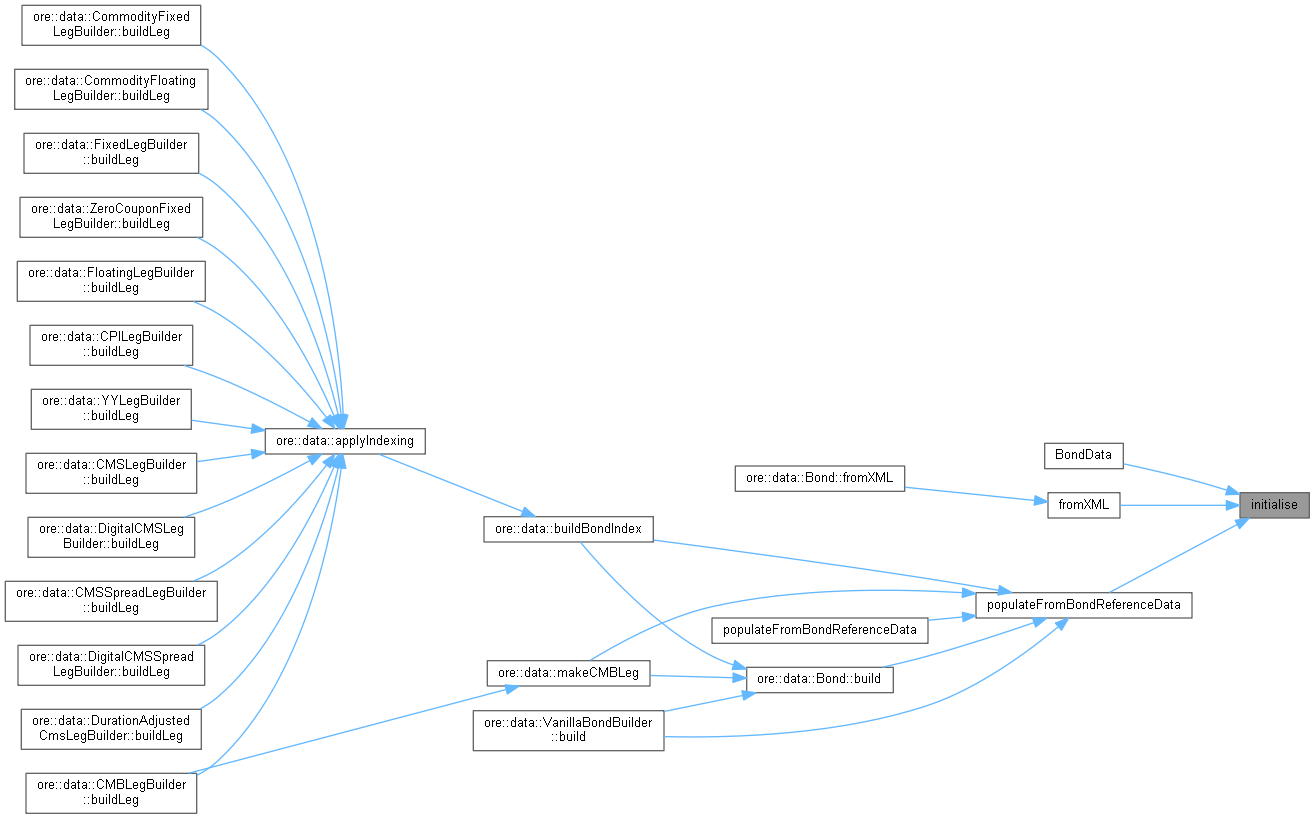 ore::data::CommodityFixed
LegBuilder::buildLeg
ore::data::CommodityFloating
LegBuilder::buildLeg
ore::data::FixedLegBuilder
::buildLeg
ore::data::ZeroCouponFixed
LegBuilder::buildLeg
ore::data::FloatingLegBuilder
::buildLeg
ore::data::CPILegBuilder
::buildLeg
ore::data::YYLegBuilder
::buildLeg
ore::data::CMSLegBuilder
::buildLeg
ore::data::DigitalCMSLeg
Builder::buildLeg
ore::data::CMSSpreadLegBuilder
::buildLeg
ore::data::DigitalCMSSpread
LegBuilder::buildLeg
ore::data::DurationAdjusted
CmsLegBuilder::buildLeg
ore::data::CMBLegBuilder
::buildLeg
ore::data::applyIndexing
ore::data::buildBondIndex
ore::data::makeCMBLeg
ore::data::VanillaBondBuilder
::build
ore::data::Bond::fromXML
populateFromBondReferenceData
ore::data::Bond::build
BondData
fromXML
populateFromBondReferenceData
initialise